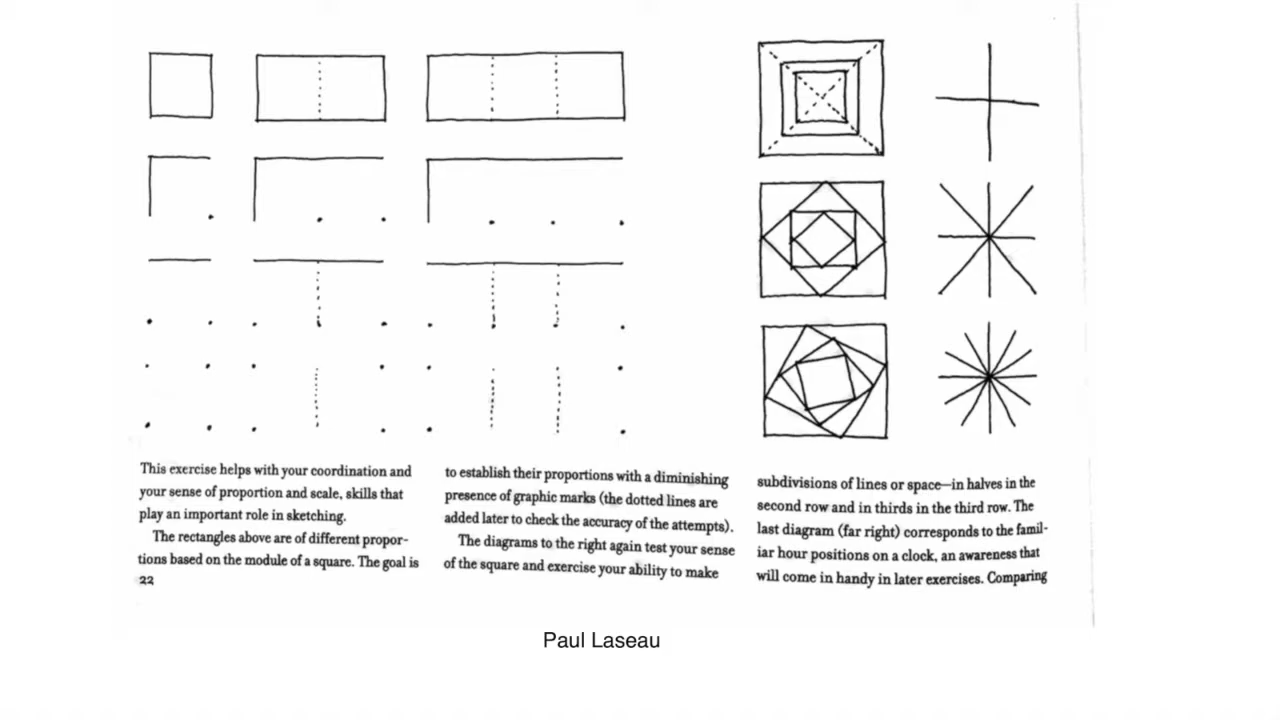 This exercise helps with your coordination and
your sense of proportion and scale, skills that
play an important role in sketching.
The rectangles above are of different propor-
tions based on the module of a square. The goal is
22
to establish their proportions with a diminishing
presence of graphic marks (the dotted lines are
added later to check the accuracy of the attempts).
The diagrams to the right again test your sense
of the square and exercise your ability to make
subdivisions of lines or space—in halves in the
second row and in thirds in the third row. The
last diagram (far right) corresponds to the famil-
iar hour positions on a clock, an awareness that
will come in handy in later exercises. Comparing
Paul Laseau